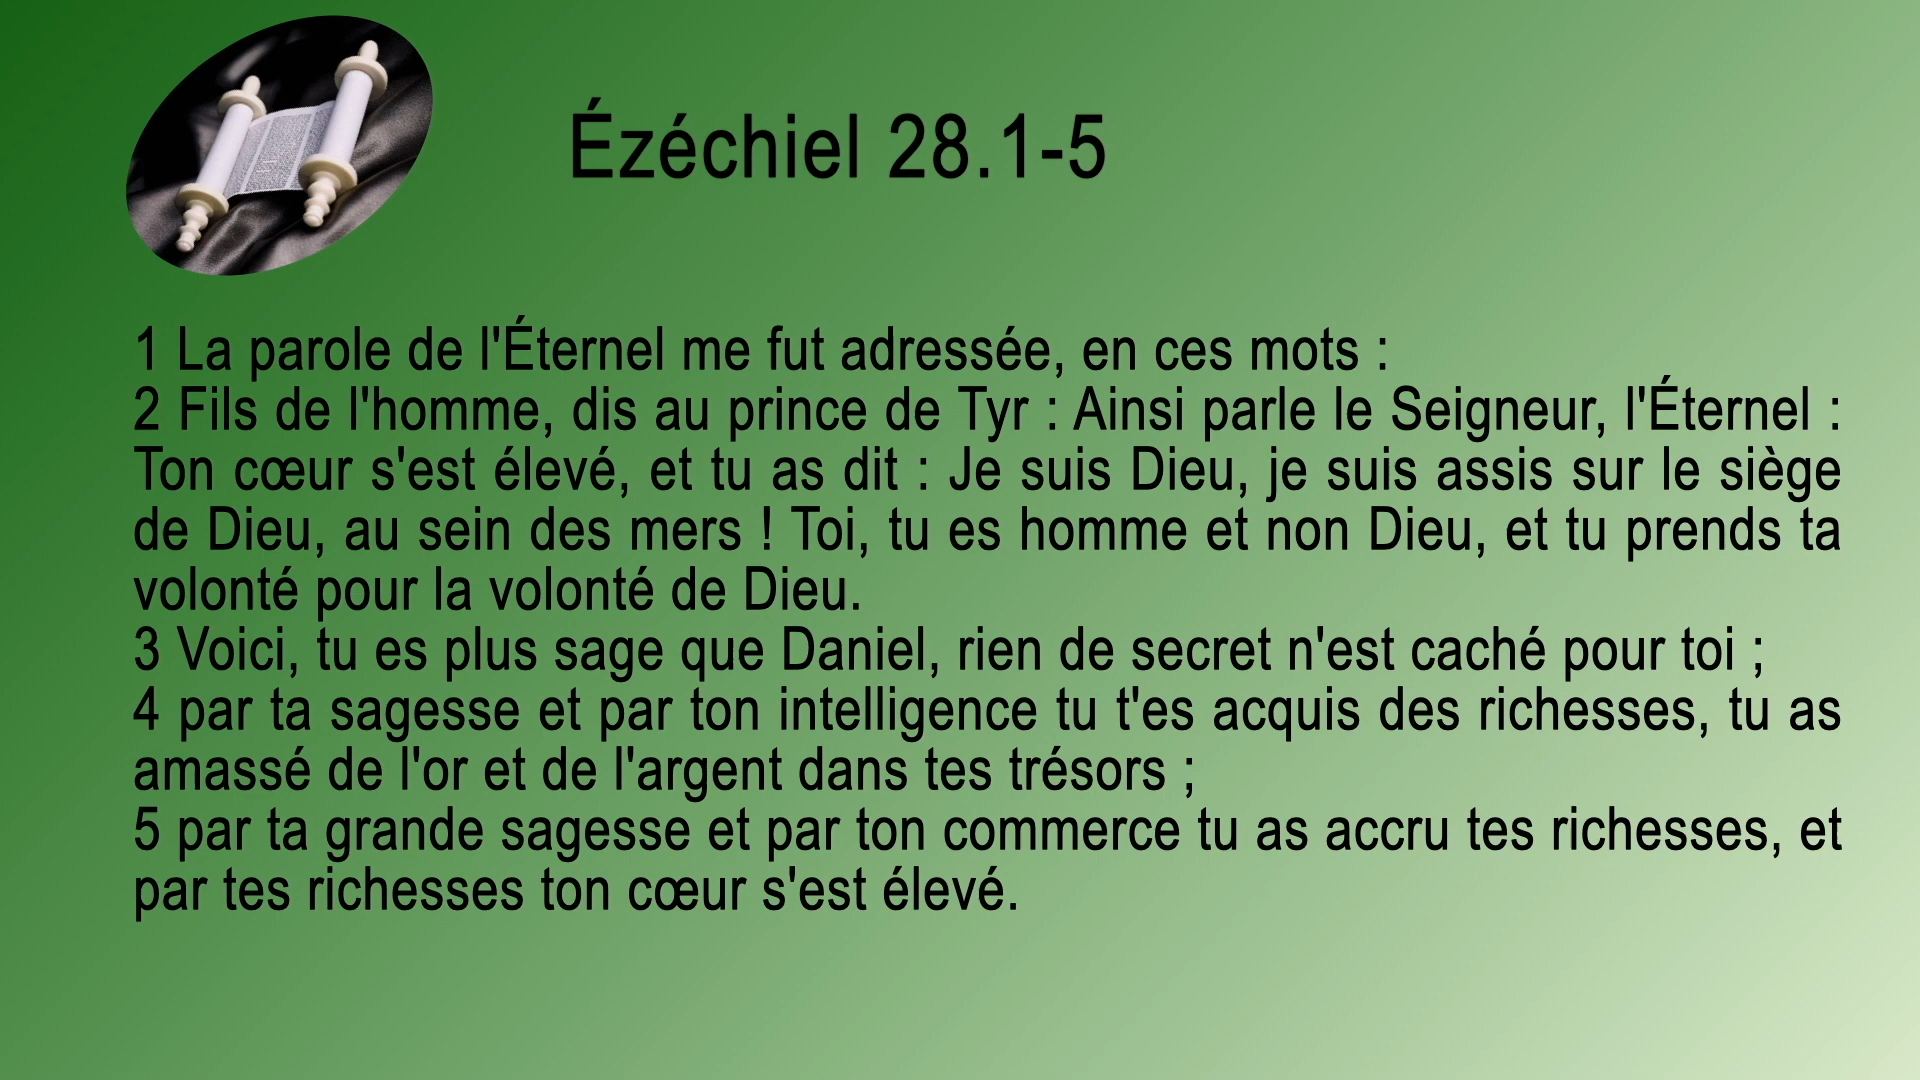 Ézéchiel 28.1-5
1 La parole de l'Éternel me fut adressée, en ces mots :
2 Fils de l'homme, dis au prince de Tyr : Ainsi parle le Seigneur, l'Éternel :
Ton cœur s'est élevé, et tu as dit : Je suis Dieu, je suis assis sur le siège
de Dieu, au sein des mers ! Toi, tu es homme et non Dieu, et tu prends ta
volonté pour la volonté de Dieu.
3 Voici, tu es plus sage que Daniel, rien de secret n'est caché pour toi ;
4 par ta sagesse et par ton intelligence tu t'es acquis des richesses, tu as
amassé de l'or et de l'argent dans tes trésors ;
5 par ta grande sagesse et par ton commerce tu as accru tes richesses, et
par tes richesses ton cœur s'est élevé.